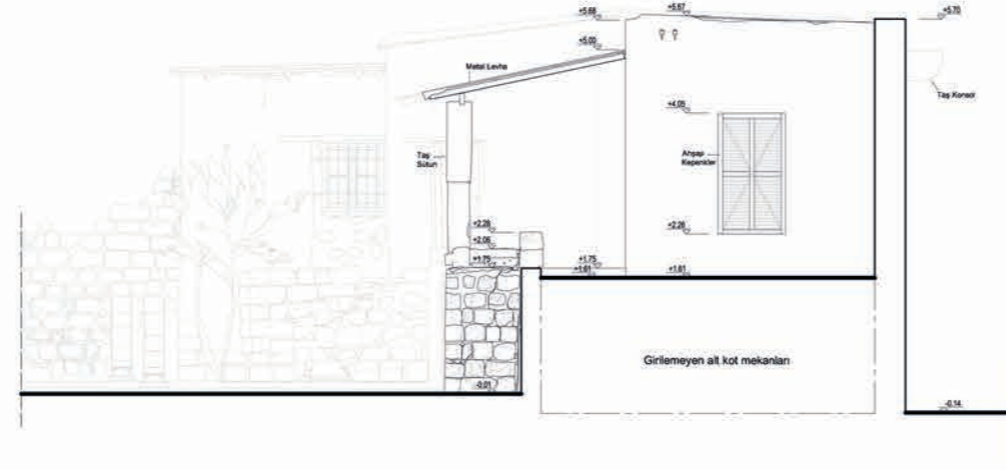 +5.68
+5.67
+5.70
+5.00
Metal Levha
Taş Konsol
+4.05
Taş
Sütun
Ahşap
Kepenkler
+2.28
+2.26
+2.06
+1.75
+1.75
+1.61
+1.61
Girilemeyen alt kot mekanları
-0.01
-0.14